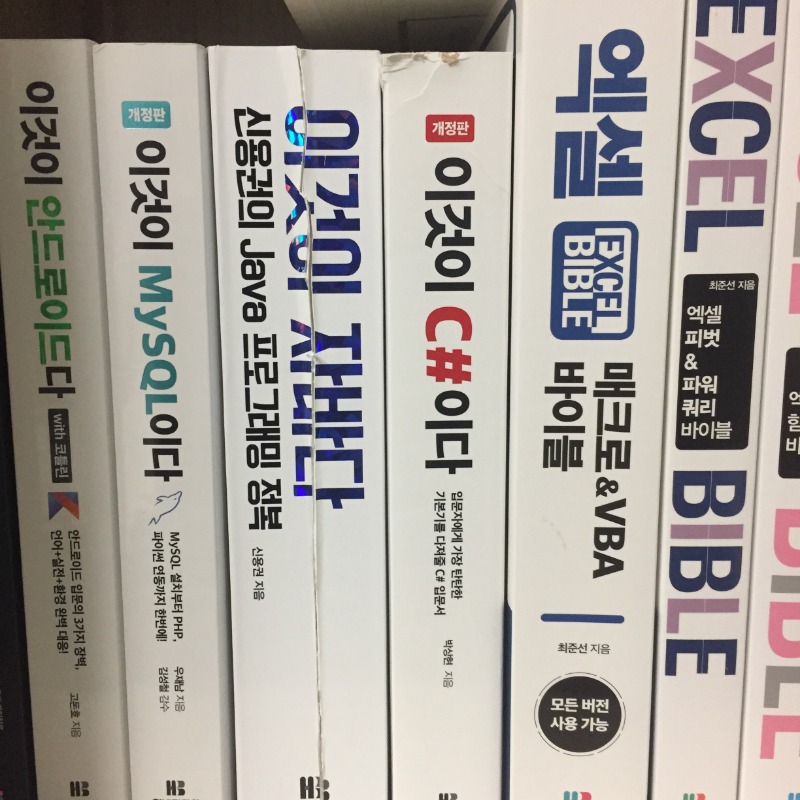 이것이 안드로이드다
with 코틀린
안드로이드 입문의 3가지 장벽,
언어+실전+환경 완벽 대응!
고돈호 지음
개정판
이것이 MySQL이다
MySQL 설치부터 PHP,
파이썬 연동까지 한번에!
우재남 지음
김성철 감수
이것이 자바다
신용권의 Java 프로그래밍 정복
신용권 지음
개정판
이것이 C#이다
입문자에게 가장 탄탄한
기본기를 다져줄 C# 입문서
박상현 지음
엑셀
EXCEL
BIBLE
매크로&VBA
바이블
최준선 지음
모든 버전
사용 가능
EXCEL
최준선 지음
엑셀
피벗
&
파워
쿼리
바이블
BIBLE
BIBLE